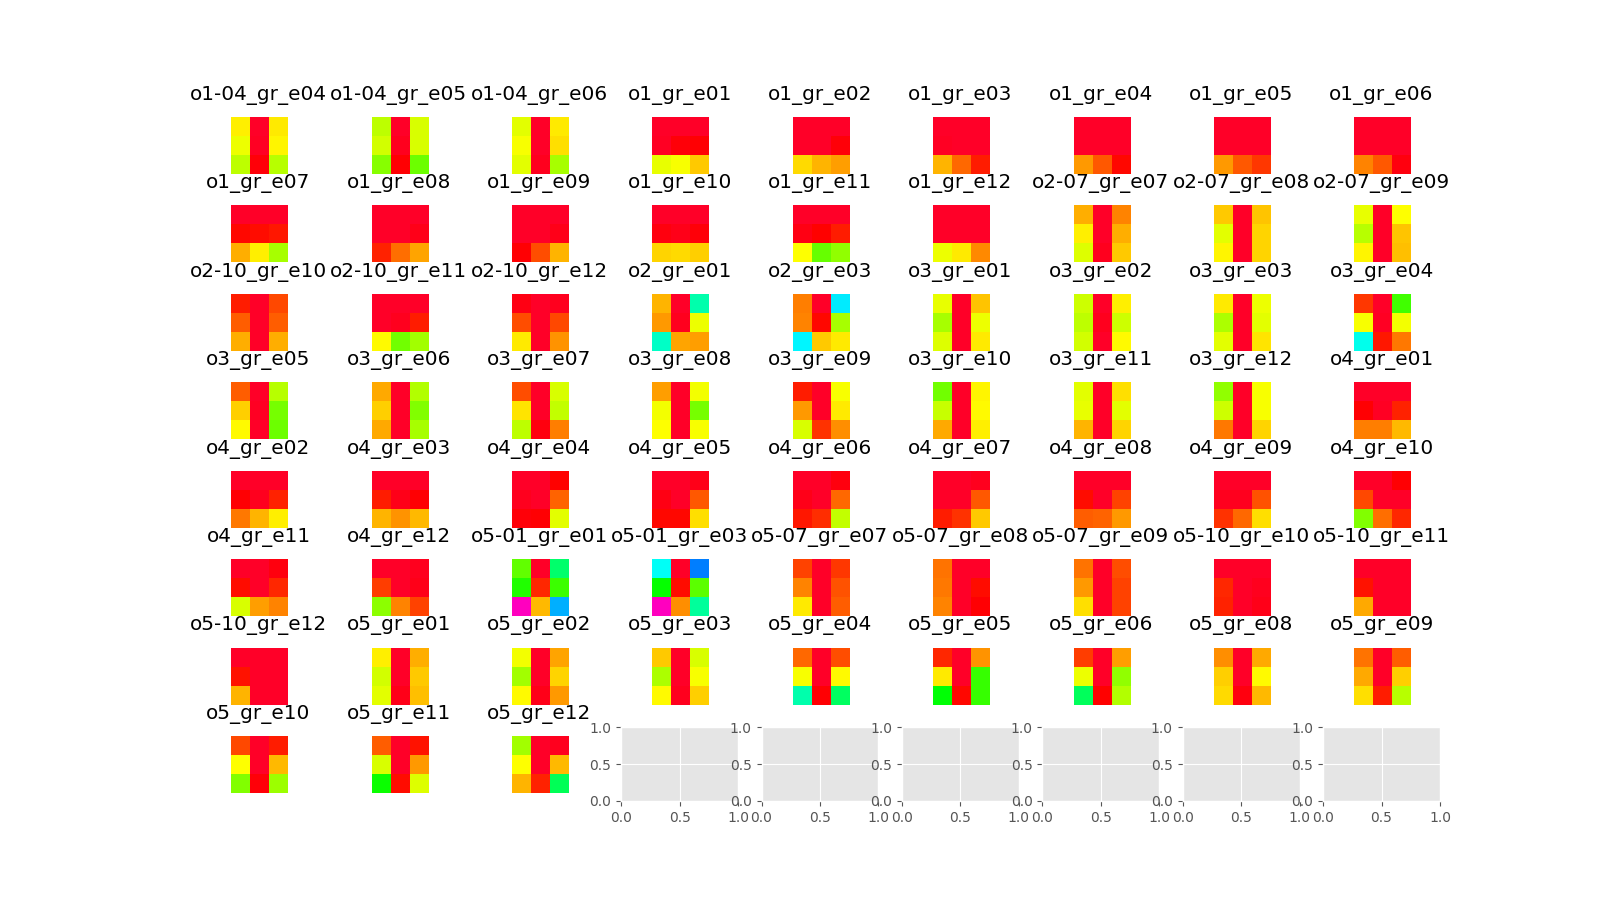 o1-04_gr_e04 o1-04_gr_e05 o1-04_gr_e06 o1_gr_e01 o1_gr_e02 o1_gr_e03 o1_gr_e04 o1_gr_e05 o1_gr_e06
o1_gr_e07 o1_gr_e08 o1_gr_e09 o1_gr_e10 o1_gr_e11 o1_gr_e12 o2-07_gr_e07 o2-07_gr_e08 o2-07_gr_e09
o2-10_gr_e10 o2-10_gr_e11 o2-10_gr_e12 o2_gr_e01 o2_gr_e03 o3_gr_e01 o3_gr_e02 o3_gr_e03 o3_gr_e04
o3_gr_e05 o3_gr_e06 o3_gr_e07 o3_gr_e08 o3_gr_e09 o3_gr_e10 o3_gr_e11 o3_gr_e12 o4_gr_e01
o4_gr_e02 o4_gr_e03 o4_gr_e04 o4_gr_e05 o4_gr_e06 o4_gr_e07 o4_gr_e08 o4_gr_e09 o4_gr_e10
o4_gr_e11 o4_gr_e12 o5-01_gr_e01 o5-01_gr_e03 o5-07_gr_e07 o5-07_gr_e08 o5-07_gr_e09 o5-10_gr_e10 o5-10_gr_e11
o5-10_gr_e12 o5_gr_e01 o5_gr_e02 o5_gr_e03 o5_gr_e04 o5_gr_e05 o5_gr_e06 o5_gr_e08 o5_gr_e09
o5_gr_e10 o5_gr_e11 o5_gr_e12
1.0 1.0 1.0 1.0 1.0 1.0
0.5 0.5 0.5 0.5 0.5 0.5
0.0 0.0 0.0 0.0 0.0 0.0
0.0 0.5 1.0 0.0 0.5 1.0 0.0 0.5 1.0 0.0 0.5 1.0 0.0 0.5 1.0 0.0 0.5 1.0